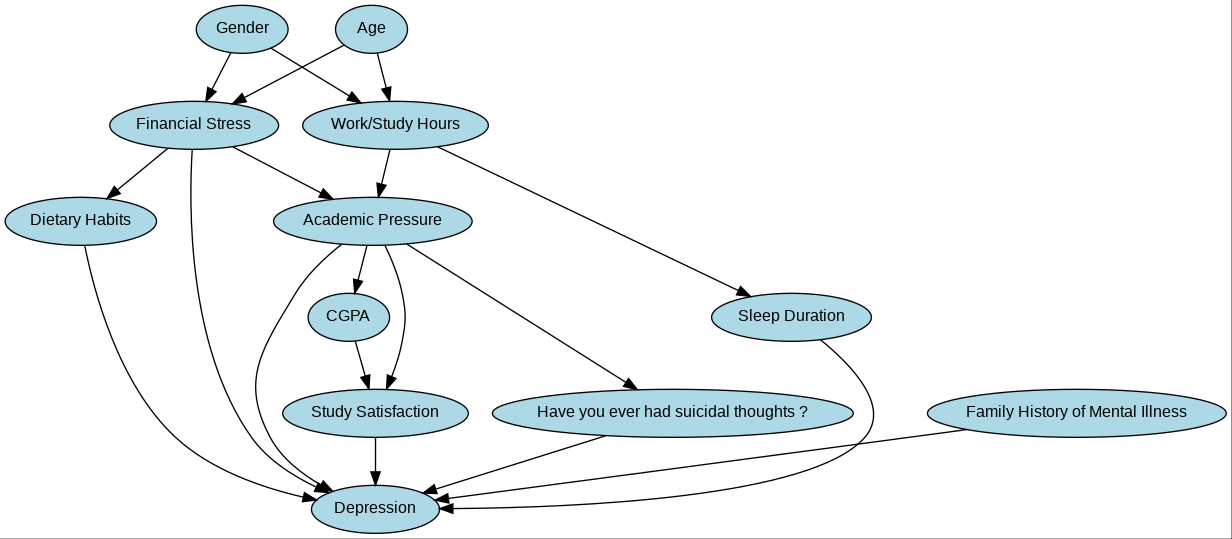 Gender
Age
Financial Stress
Work/Study Hours
Dietary Habits
Academic Pressure
CGPA
Sleep Duration
Study Satisfaction
Have you ever had suicidal thoughts ?
Family History of Mental Illness
Depression